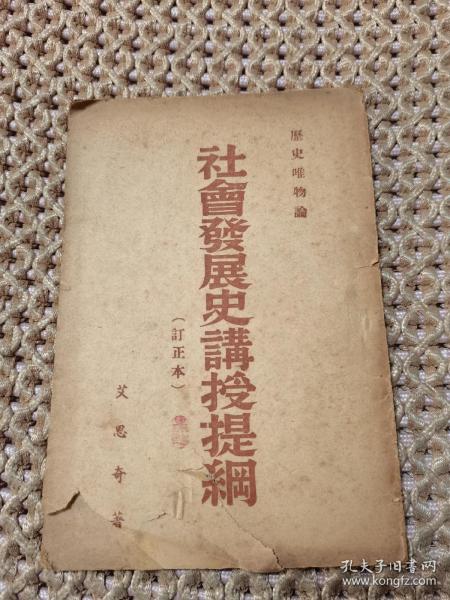 歷史唯物論
社會發展史講授提綱
（訂正本）
艾思奇著
孔夫子旧书网
www.kongfz.com